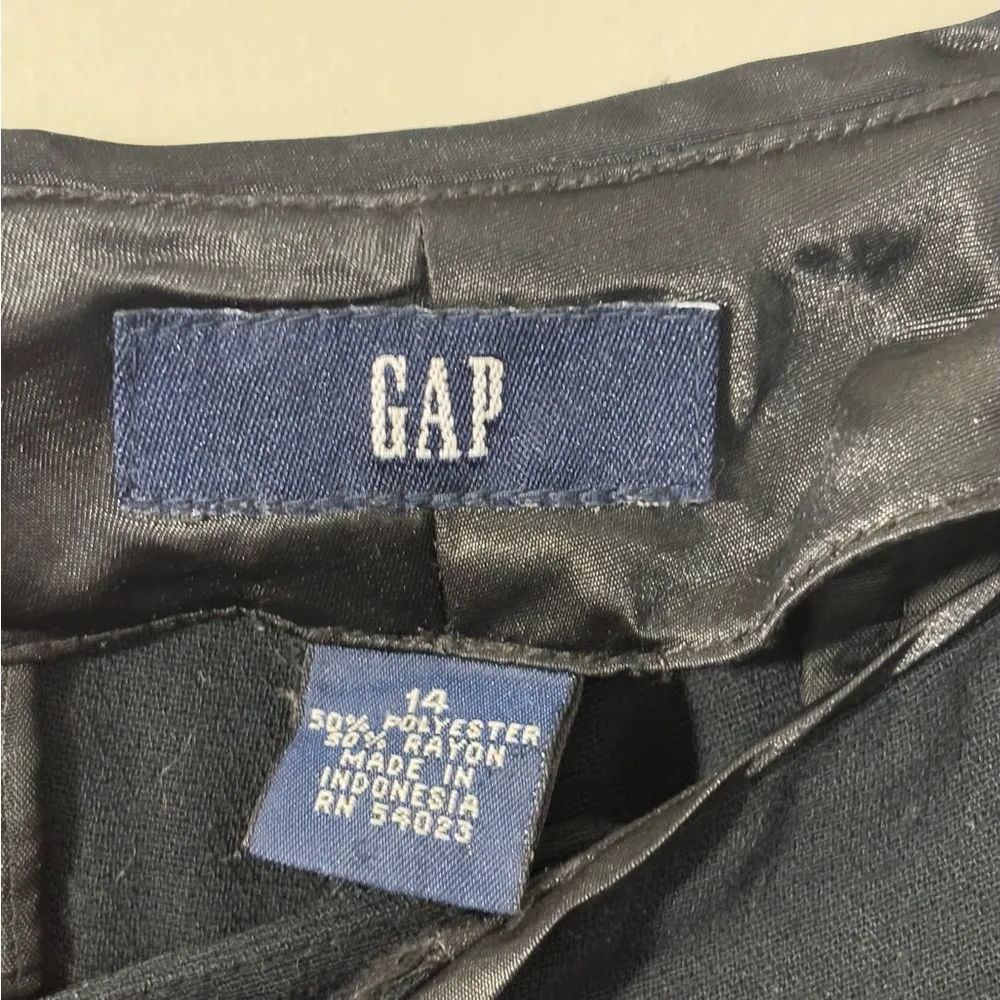 GAP
14
50% POLYESTER
50% RAYON
MADE IN
INDONESIA
RN 54023